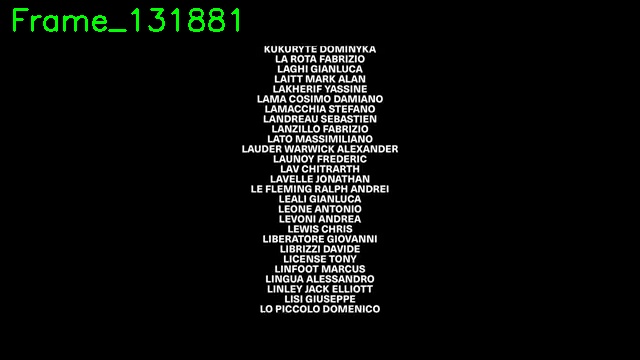 Frame_131881
KUKURYTE DOMINYKA
LA ROTA FABRIZIO
LAGHI GIANLUCA
LAITT MARK ALAN
LAKHERIF YASSINE
LAMA COSIMO DAMIANO
LAMACCHIA STEFANO
LANDREAU SEBASTIEN
LANZILLO FABRIZIO
LATO MASSIMILIANO
LAUDER WARWICK ALEXANDER
LAUNOY FREDERIC
LAV CHITRARTH
LAVELLE JONATHAN
LE FLEMING RALPH ANDREI
LEALI GIANLUCA
LEONE ANTONIO
LEVONI ANDREA
LEWIS CHRIS
LIBERATORE GIOVANNI
LIBRIZZI DAVIDE
LICENSE TONY
LINFOOT MARCUS
LINGUA ALESSANDRO
LINLEY JACK ELLIOTT
LISI GIUSEPPE
LO PICCOLO DOMENICO